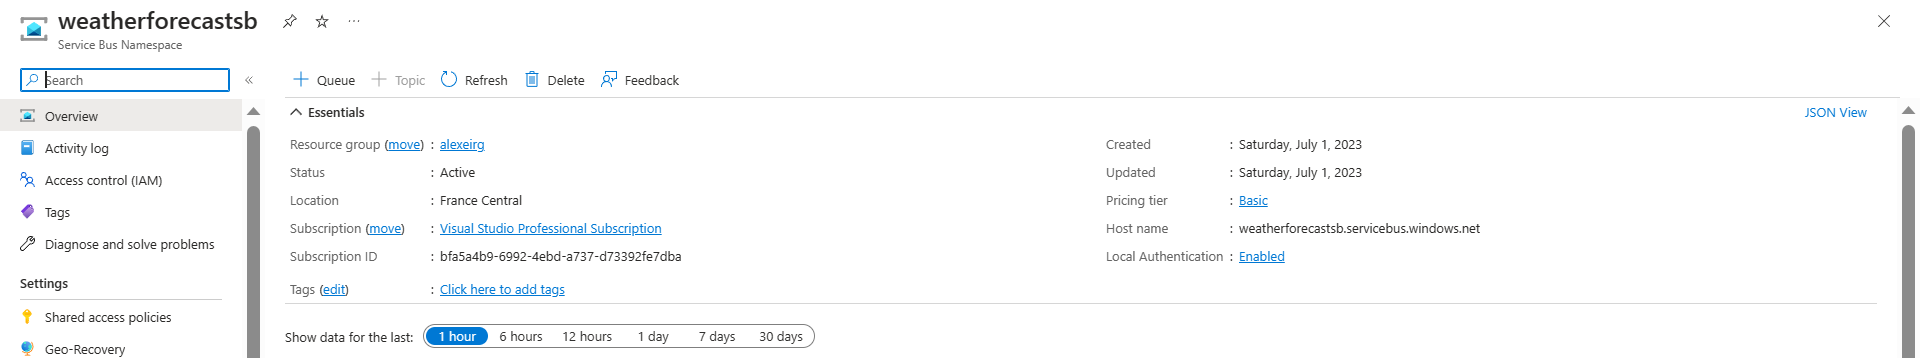 weatherforecastsb
Service Bus Namespace
Search
Overview
Activity log
Access control (IAM)
Tags
Diagnose and solve problems
Settings
Shared access policies
Geo-Recovery
Queue Topic Refresh Delete Feedback
Essentials JSON View
Resource group (move) : alexeirg
Status : Active
Location : France Central
Subscription (move) : Visual Studio Professional Subscription
Subscription ID : bfa5a4b9-6992-4ebd-a737-d73392fe7dba
Tags (edit) : Click here to add tags
Created : Saturday, July 1, 2023
Updated : Saturday, July 1, 2023
Pricing tier : Basic
Host name : weatherforecastsb.servicebus.windows.net
Local Authentication : Enabled
Show data for the last: 1 hour 6 hours 12 hours 1 day 7 days 30 days